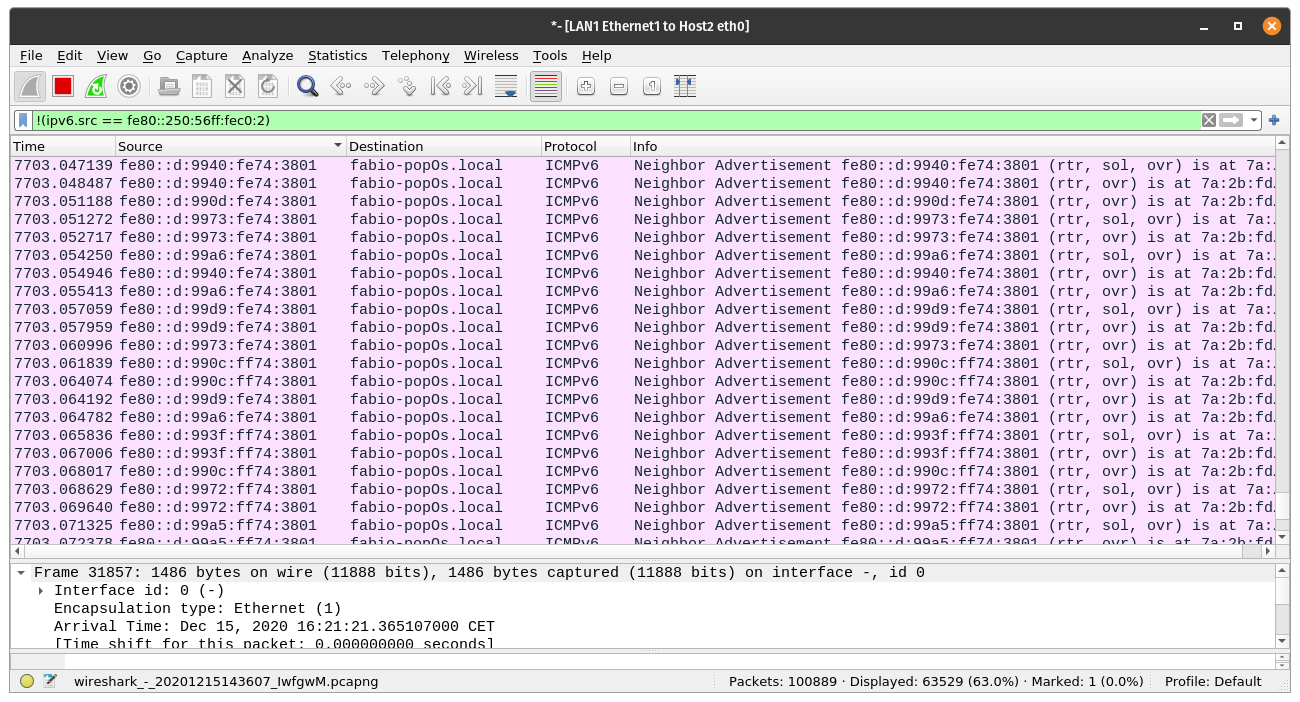 *- [LAN1 Ethernet1 to Host2 eth0]
File Edit View Go Capture Analyze Statistics Telephony Wireless Tools Help
!(ipv6.src == fe80::250:56ff:fec0:2)
Time Source Destination Protocol Info
7703.047139 fe80::d:9940:fe74:3801 fabio-popOs.local ICMPv6 Neighbor Advertisement fe80::d:9940:fe74:3801 (rtr, sol, ovr) is at 7a:
7703.048487 fe80::d:9940:fe74:3801 fabio-popOs.local ICMPv6 Neighbor Advertisement fe80::d:9940:fe74:3801 (rtr, ovr) is at 7a:2b:fd
7703.051188 fe80::d:990d:fe74:3801 fabio-popOs.local ICMPv6 Neighbor Advertisement fe80::d:990d:fe74:3801 (rtr, ovr) is at 7a:2b:fd
7703.051272 fe80::d:9973:fe74:3801 fabio-popOs.local ICMPv6 Neighbor Advertisement fe80::d:9973:fe74:3801 (rtr, sol, ovr) is at 7a:
7703.052717 fe80::d:9973:fe74:3801 fabio-popOs.local ICMPv6 Neighbor Advertisement fe80::d:9973:fe74:3801 (rtr, ovr) is at 7a:2b:fd
7703.054250 fe80::d:99a6:fe74:3801 fabio-popOs.local ICMPv6 Neighbor Advertisement fe80::d:99a6:fe74:3801 (rtr, sol, ovr) is at 7a:
7703.054946 fe80::d:9940:fe74:3801 fabio-popOs.local ICMPv6 Neighbor Advertisement fe80::d:9940:fe74:3801 (rtr, ovr) is at 7a:2b:fd
7703.055413 fe80::d:99a6:fe74:3801 fabio-popOs.local ICMPv6 Neighbor Advertisement fe80::d:99a6:fe74:3801 (rtr, ovr) is at 7a:2b:fd
7703.057059 fe80::d:99d9:fe74:3801 fabio-popOs.local ICMPv6 Neighbor Advertisement fe80::d:99d9:fe74:3801 (rtr, sol, ovr) is at 7a:
7703.057959 fe80::d:99d9:fe74:3801 fabio-popOs.local ICMPv6 Neighbor Advertisement fe80::d:99d9:fe74:3801 (rtr, ovr) is at 7a:2b:fd
7703.060996 fe80::d:9973:fe74:3801 fabio-popOs.local ICMPv6 Neighbor Advertisement fe80::d:9973:fe74:3801 (rtr, ovr) is at 7a:2b:fd
7703.061839 fe80::d:990c:ff74:3801 fabio-popOs.local ICMPv6 Neighbor Advertisement fe80::d:990c:ff74:3801 (rtr, sol, ovr) is at 7a:
7703.064074 fe80::d:990c:ff74:3801 fabio-popOs.local ICMPv6 Neighbor Advertisement fe80::d:990c:ff74:3801 (rtr, ovr) is at 7a:2b:fd
7703.064192 fe80::d:99d9:fe74:3801 fabio-popOs.local ICMPv6 Neighbor Advertisement fe80::d:99d9:fe74:3801 (rtr, ovr) is at 7a:2b:fd
7703.064782 fe80::d:99a6:fe74:3801 fabio-popOs.local ICMPv6 Neighbor Advertisement fe80::d:99a6:fe74:3801 (rtr, ovr) is at 7a:2b:fd
7703.065836 fe80::d:993f:ff74:3801 fabio-popOs.local ICMPv6 Neighbor Advertisement fe80::d:993f:ff74:3801 (rtr, sol, ovr) is at 7a:
7703.067006 fe80::d:993f:ff74:3801 fabio-popOs.local ICMPv6 Neighbor Advertisement fe80::d:993f:ff74:3801 (rtr, ovr) is at 7a:2b:fd
7703.068017 fe80::d:990c:ff74:3801 fabio-popOs.local ICMPv6 Neighbor Advertisement fe80::d:990c:ff74:3801 (rtr, ovr) is at 7a:2b:fd
7703.068629 fe80::d:9972:ff74:3801 fabio-popOs.local ICMPv6 Neighbor Advertisement fe80::d:9972:ff74:3801 (rtr, sol, ovr) is at 7a:
7703.069640 fe80::d:9972:ff74:3801 fabio-popOs.local ICMPv6 Neighbor Advertisement fe80::d:9972:ff74:3801 (rtr, ovr) is at 7a:2b:fd
7703.071325 fe80::d:99a5:ff74:3801 fabio-popOs.local ICMPv6 Neighbor Advertisement fe80::d:99a5:ff74:3801 (rtr, sol, ovr) is at 7a:
7703.072378 fe80::d:99a5:ff74:3801 fabio-popOs.local ICMPv6 Neighbor Advertisement fe80::d:99a5:ff74:3801 (rtr, ovr) is at 7a:2b:fd
Frame 31857: 1486 bytes on wire (11888 bits), 1486 bytes captured (11888 bits) on interface -, id 0
Interface id: 0 (-)
Encapsulation type: Ethernet (1)
Arrival Time: Dec 15, 2020 16:21:21.365107000 CET
[Time shift for this packet: 0.000000000 seconds]
wireshark_-_20201215143607_IwfgwM.pcapng Packets: 100889 · Displayed: 63529 (63.0%) · Marked: 1 (0.0%) Profile: Default